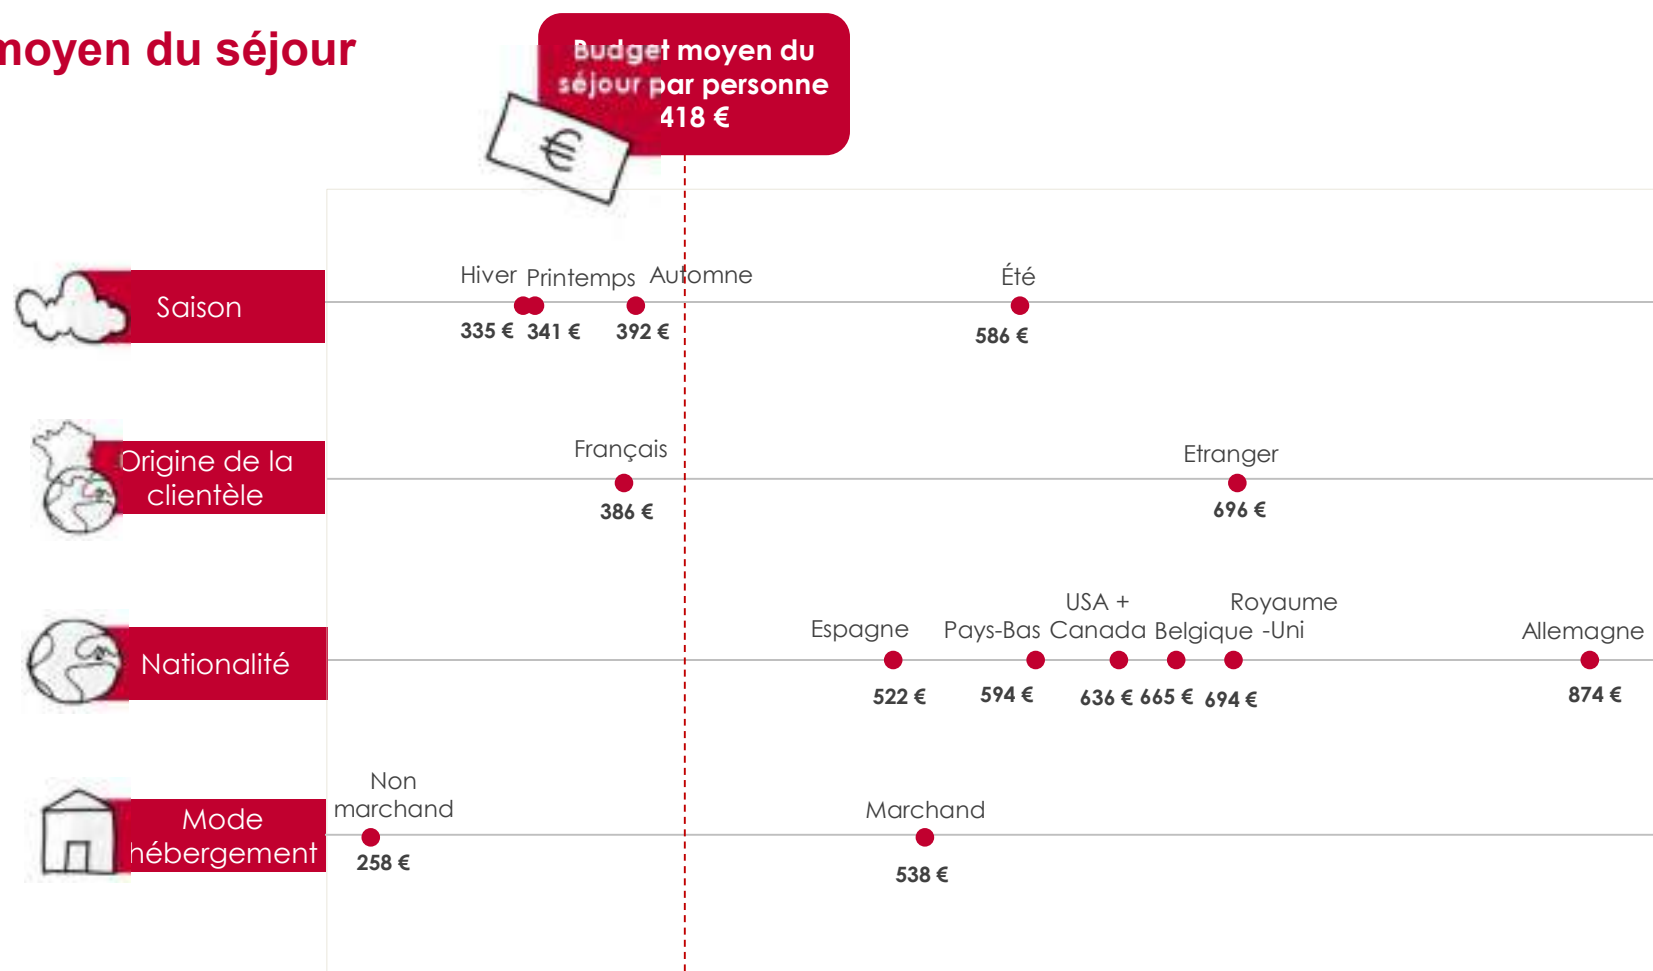 moyen du séjour
Budget moyen du
séjour par personne
418 €
€
Saison
Hiver Printemps Automne Été
335 € 341 € 392 € 586 €
Origine de la
clientèle
Français Etranger
386 € 696 €
Nationalité
Espagne
Pays-Bas
USA +
Canada
Belgique
Royaume
-Uni
Allemagne
522 € 594 € 636 € 665 € 694 € 874 €
Mode
hébergement
Non
marchand
Marchand
258 € 538 €